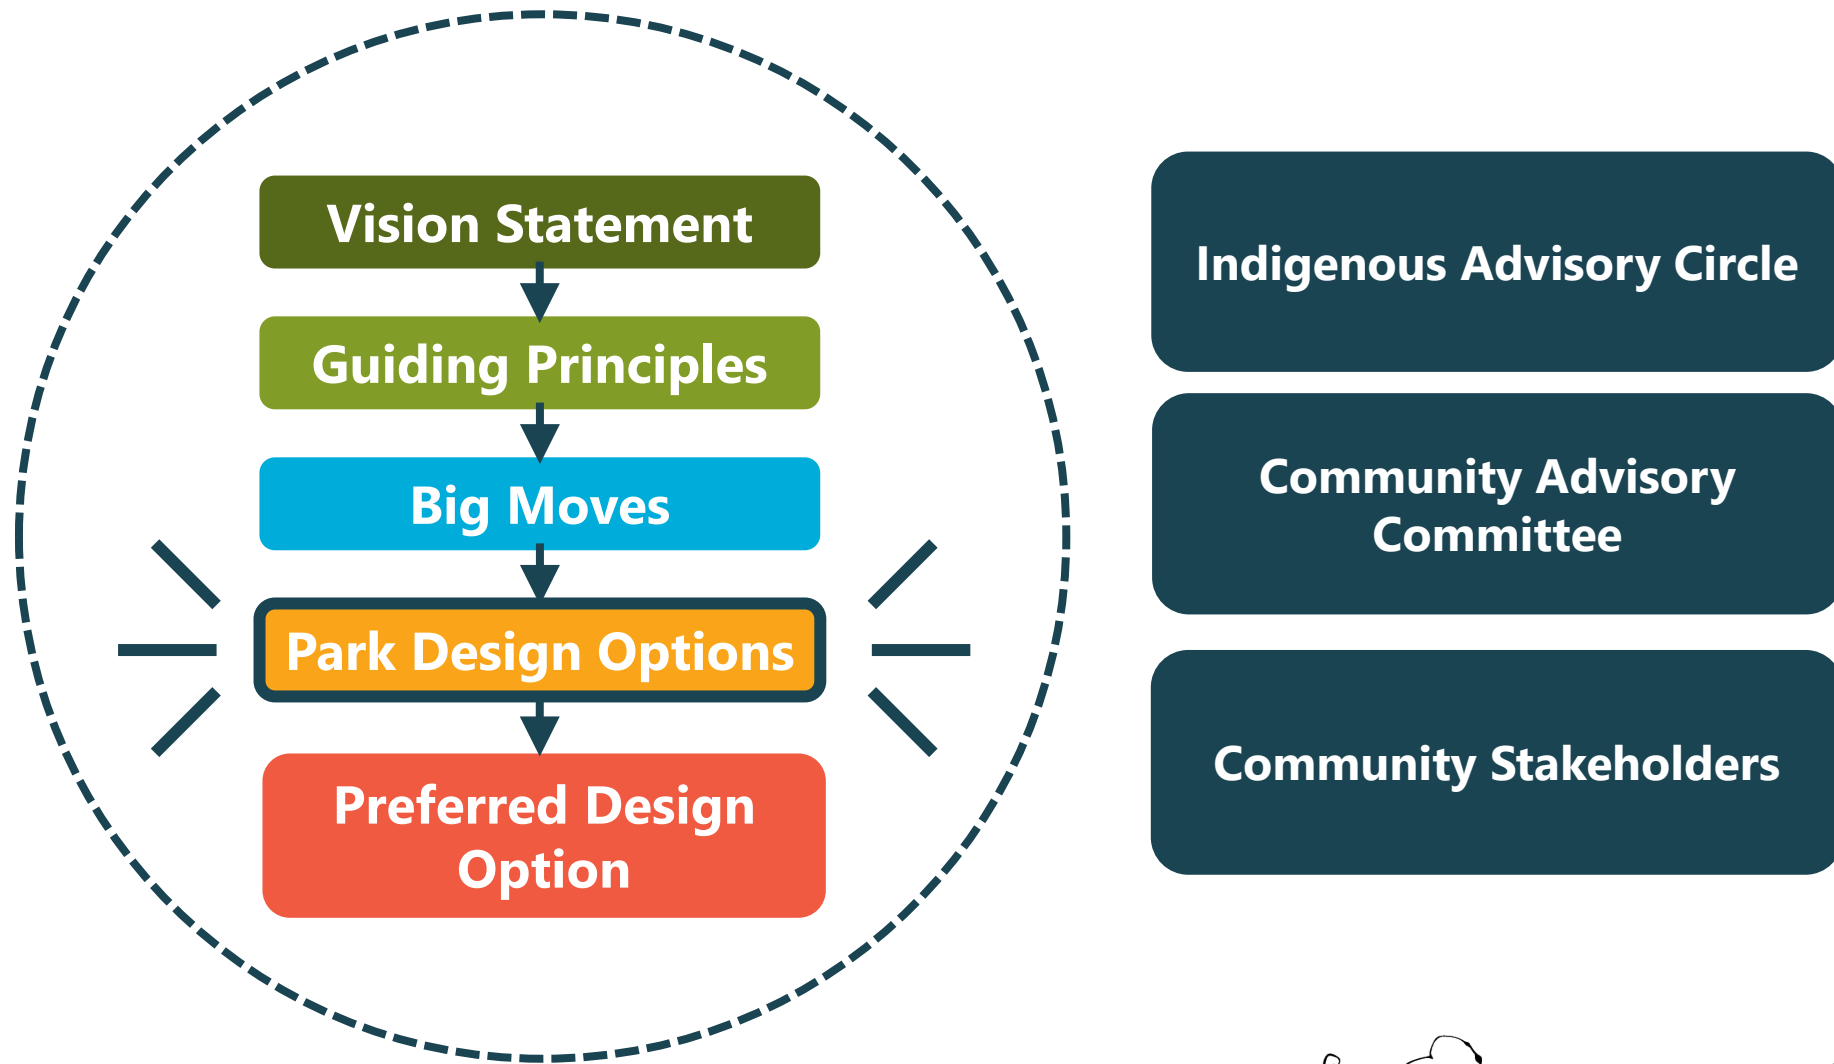 Vision Statement
Guiding Principles
Big Moves
Park Design Options
Preferred Design
Option
Indigenous Advisory Circle
Community Advisory
Committee
Community Stakeholders